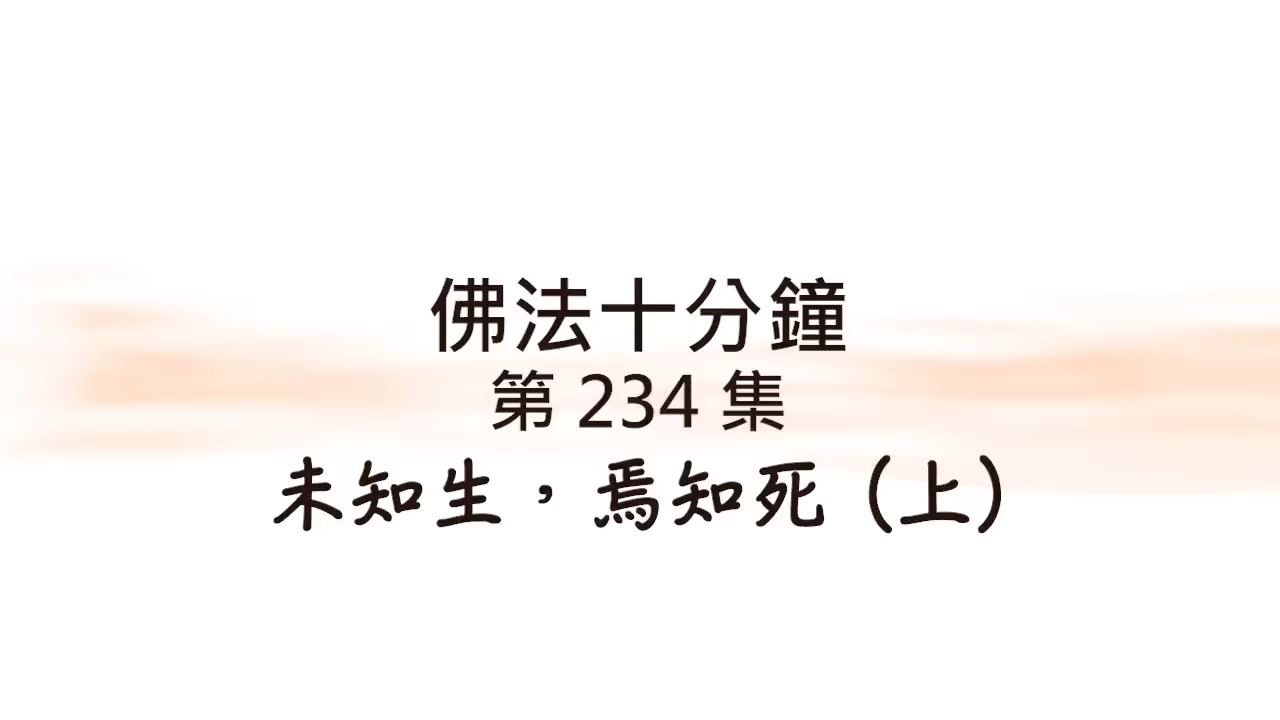 佛法十分鐘
第 234 集
未知生，焉知死（上）